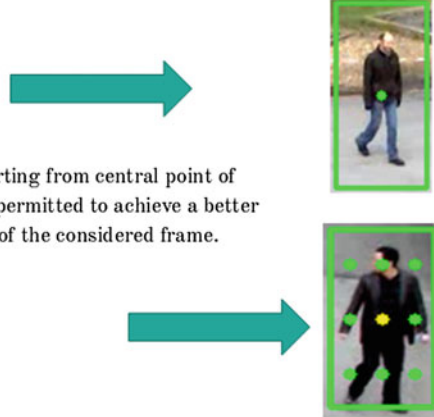 rting from central point of
permitted to achieve a better
of the considered frame.